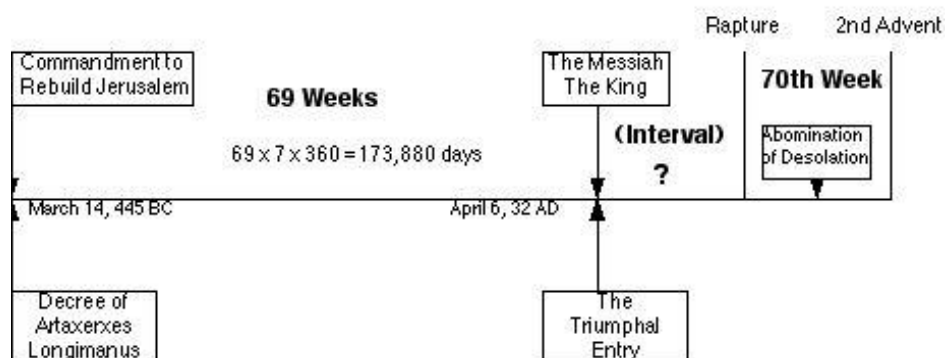 Rapture 2nd Advent
Commandment to
Rebuild Jerusalem
69 Weeks
69 x 7 x 360 = 173,880 days
The Messiah
The King
(Interval)
?
70th Week
Abomination
of Desolation
March 14, 445 BC
April 6, 32 AD
Decree of
Artaxerxes
Longimanus
The
Triumphal
Entry